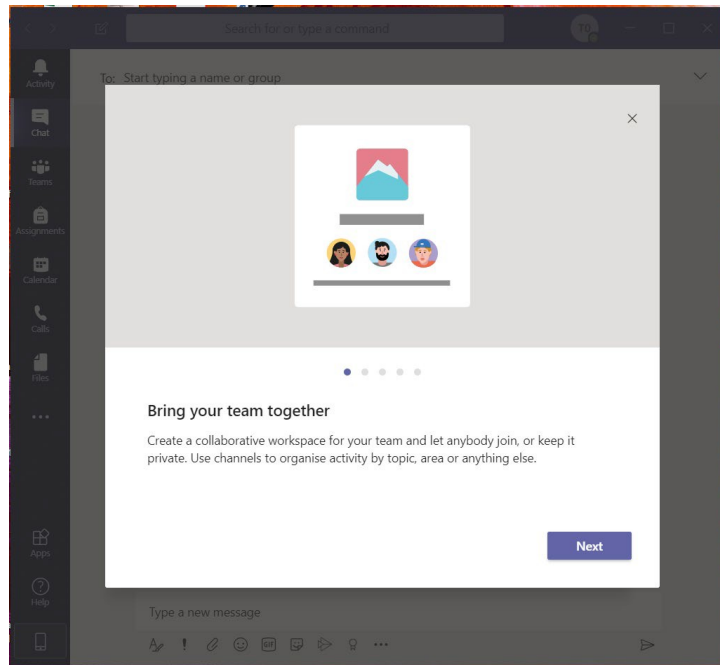 Search for or type a command
TO
Activity
To: Start typing a name or group
Chat
Teams
Assignments
Calendar
Calls
Files
Bring your team together
Create a collaborative workspace for your team and let anybody join, or keep it
private. Use channels to organise activity by topic, area or anything else.
Next
Apps
Help
Type a new message
GIF